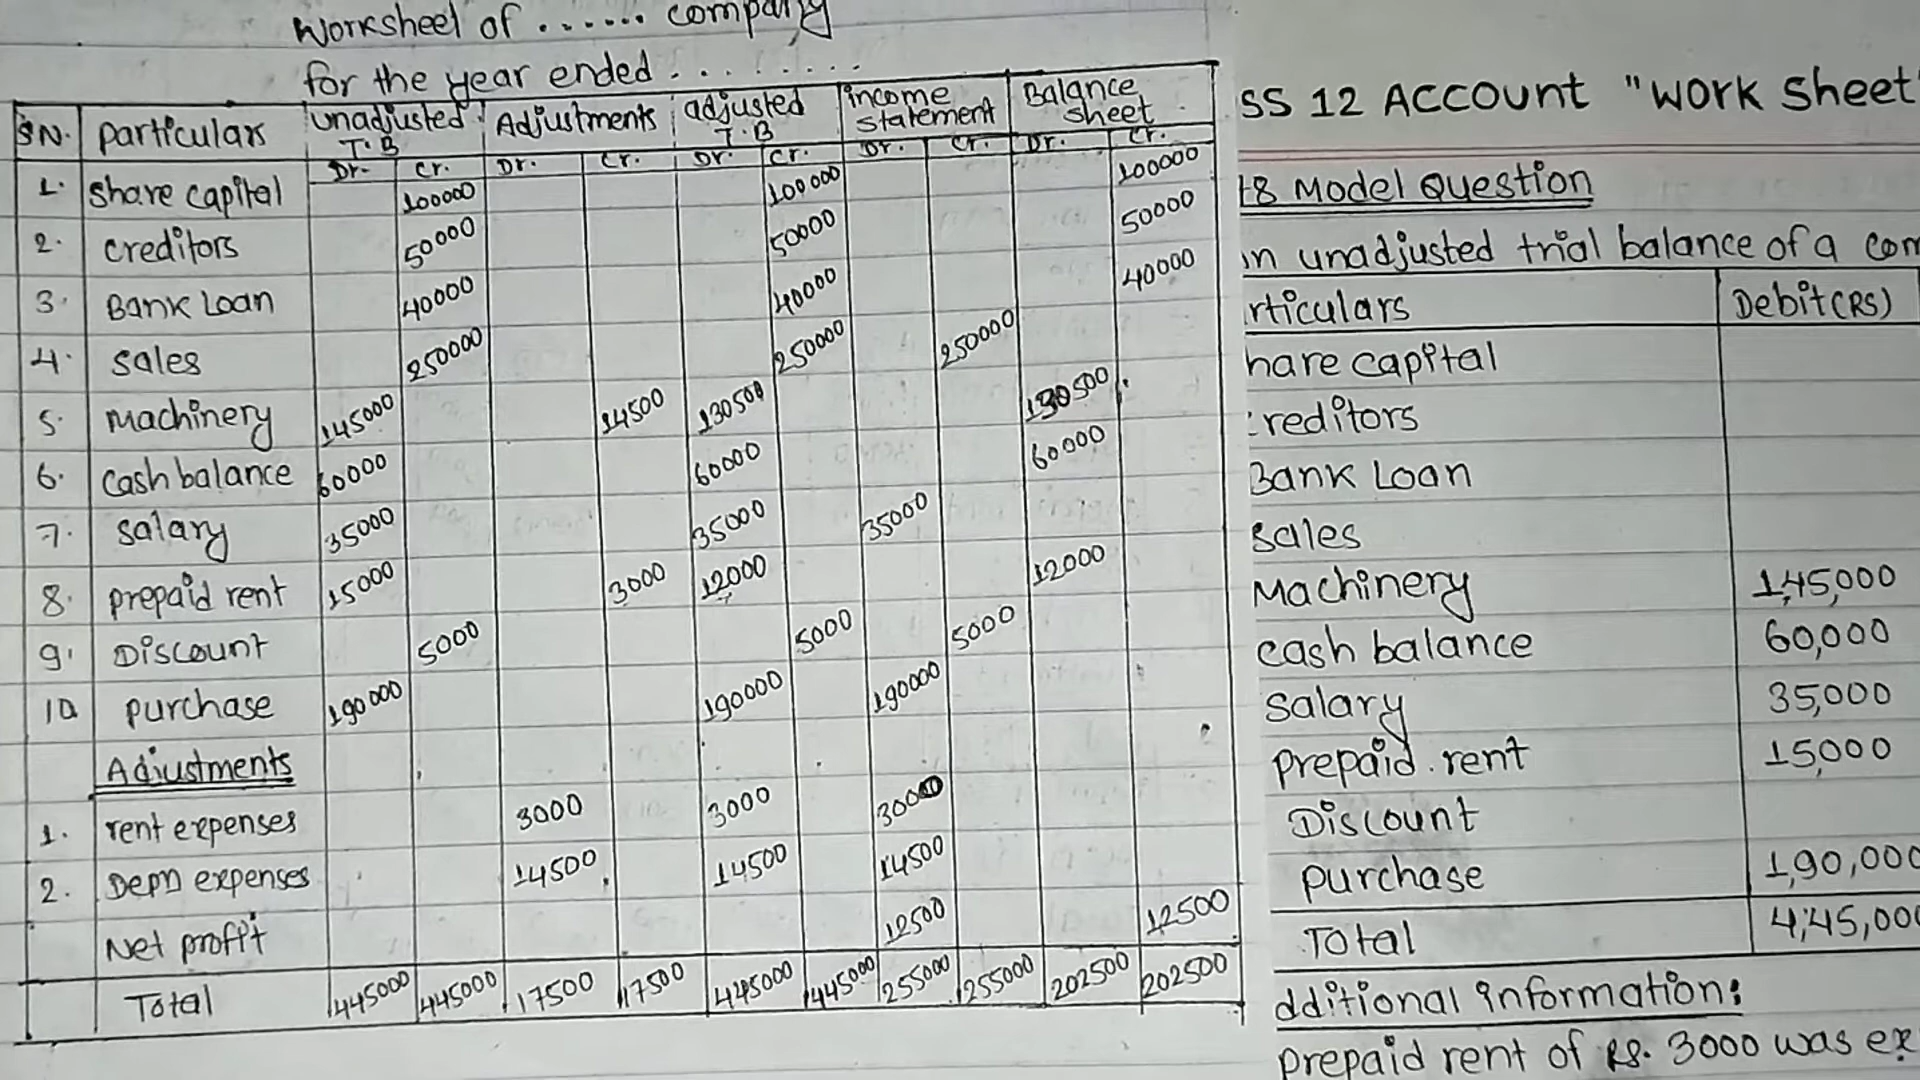 Worksheet of ....... company
for the year ended .........
S.N. Particulars Unadjusted T.B Adjustments adjusted T.B income statement Balance sheet
Dr. Cr. Dr. Cr. Dr. Cr. Dr. Cr. Dr. Cr.
1. Share capital 100000 100000 100000
2. creditors 50000 50000 50000
3. Bank Loan 40000 40000 40000
4. sales 250000 250000 250000
5. Machinery 145000 14500 130500 130500
6. cash balance 60000 60000 60000
7. salary 35000 35000 35000
8. prepaid rent 15000 3000 12000 12000
9. Discount 5000 5000 5000
10 purchase 190000 190000 190000
Adjustments
1. rent expenses 3000 3000 3000
2. Depn expenses 14500 14500 14500
Net profit 12500 12500
Total 445000 445000 17500 17500 445000 445000 255000 255000 202500 202500
SS 12 Account "Work Sheet"
78 Model Question
n unadjusted trial balance of a com
rticulars Debit(RS)
hare capital
creditors
Bank Loan
sales
Machinery 1,45,000
cash balance 60,000
salary 35,000
prepaid rent 15,000
Discount
purchase 1,90,000
Total 4,45,000
dditional information:
prepaid rent of Rs. 3000 was ex